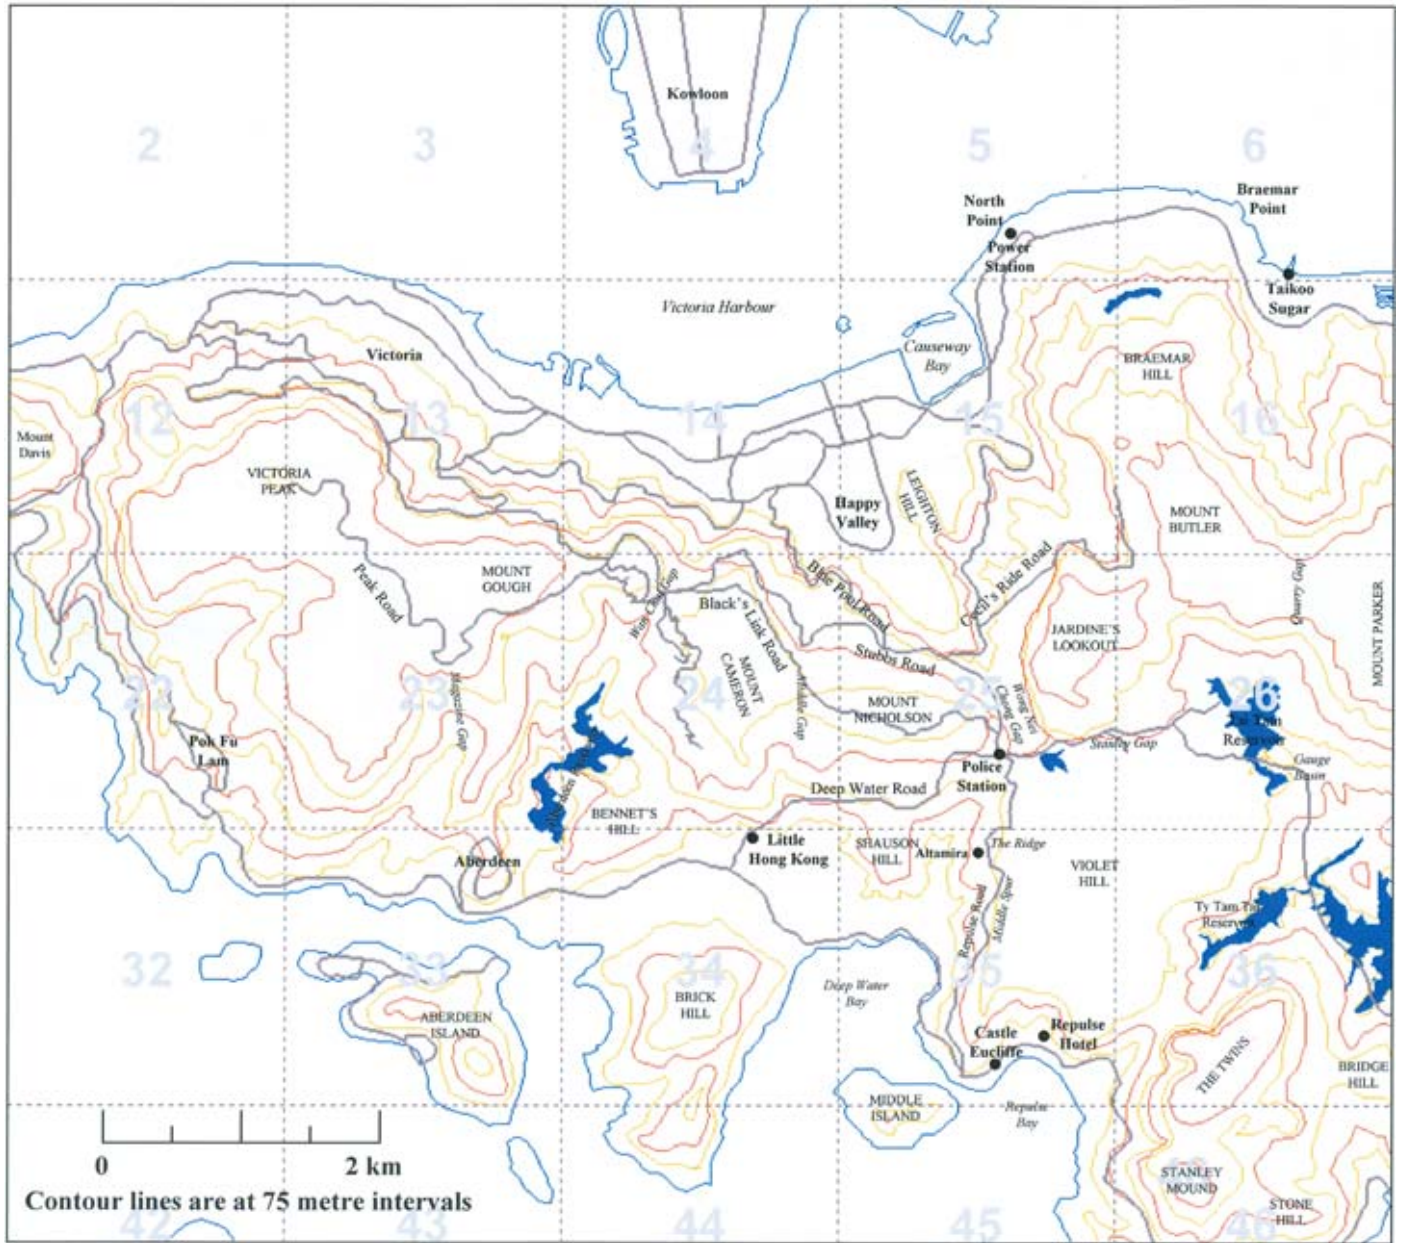 Kowloon
2
3
4
5
6
North
Point
Power
Station
Braemar
Point
Taikoo
Sugar
Victoria Harbour
Causeway
Bay
Victoria
BRAEMAR
HILL
12
13
14
15
16
Mount
Davis
VICTORIA
PEAK
Happy
Valley
LEIGHTON
HILL
MOUNT
BUTLER
Peak Road
MOUNT
GOUGH
Wan Chai Gap
Black's Link Road
Blue Pool Road
Cecil's Ride Road
JARDINE'S
LOOKOUT
Quarry Gap
MOUNT PARKER
Stubbs Road
22
23
24
25
26
Magazine Gap
MOUNT
CAMERON
Middle Gap
MOUNT
NICHOLSON
Wong Nei
Chong Gap
Stanley Gap
Tai Tam
Reservoir
Gauge
Basin
Pok Fu
Lam
Police
Station
Deep Water Road
BENNET'S
HILL
Aberdeen
Little
Hong Kong
SHAUSON
HILL
Altamira
The Ridge
VIOLET
HILL
Repulse Road
Middle Spur
Ty Tam Tuk
Reservoir
32
33
34
35
36
ABERDEEN
ISLAND
BRICK
HILL
Deep Water
Bay
Castle
Eucliffe
Repulse
Hotel
THE TWINS
BRIDGE
HILL
MIDDLE
ISLAND
Repulse
Bay
STANLEY
MOUND
STONE
HILL
0
2 km
Contour lines are at 75 metre intervals
42
43
44
45
46